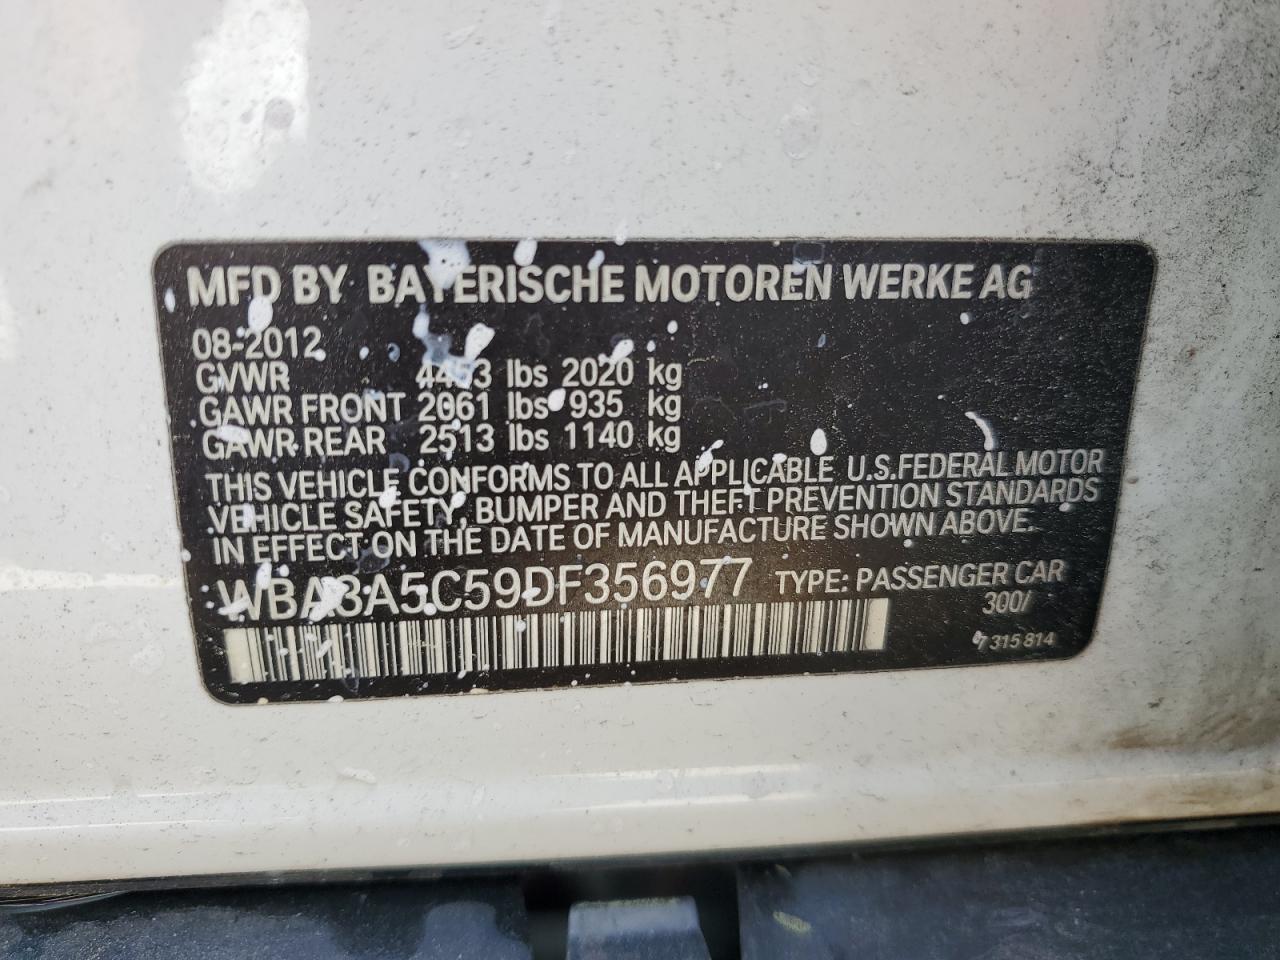 MFD BY BAYERISCHE MOTOREN WERKE AG
08-2012
GVWR 4453 lbs 2020 kg
GAWR FRONT 2061 lbs 935 kg
GAWR REAR 2513 lbs 1140 kg
THIS VEHICLE CONFORMS TO ALL APPLICABLE U.S.FEDERAL MOTOR
VEHICLE SAFETY, BUMPER AND THEFT PREVENTION STANDARDS
IN EFFECT ON THE DATE OF MANUFACTURE SHOWN ABOVE.
WBA3A5C59DF356977 TYPE: PASSENGER CAR
300/
7 315 814